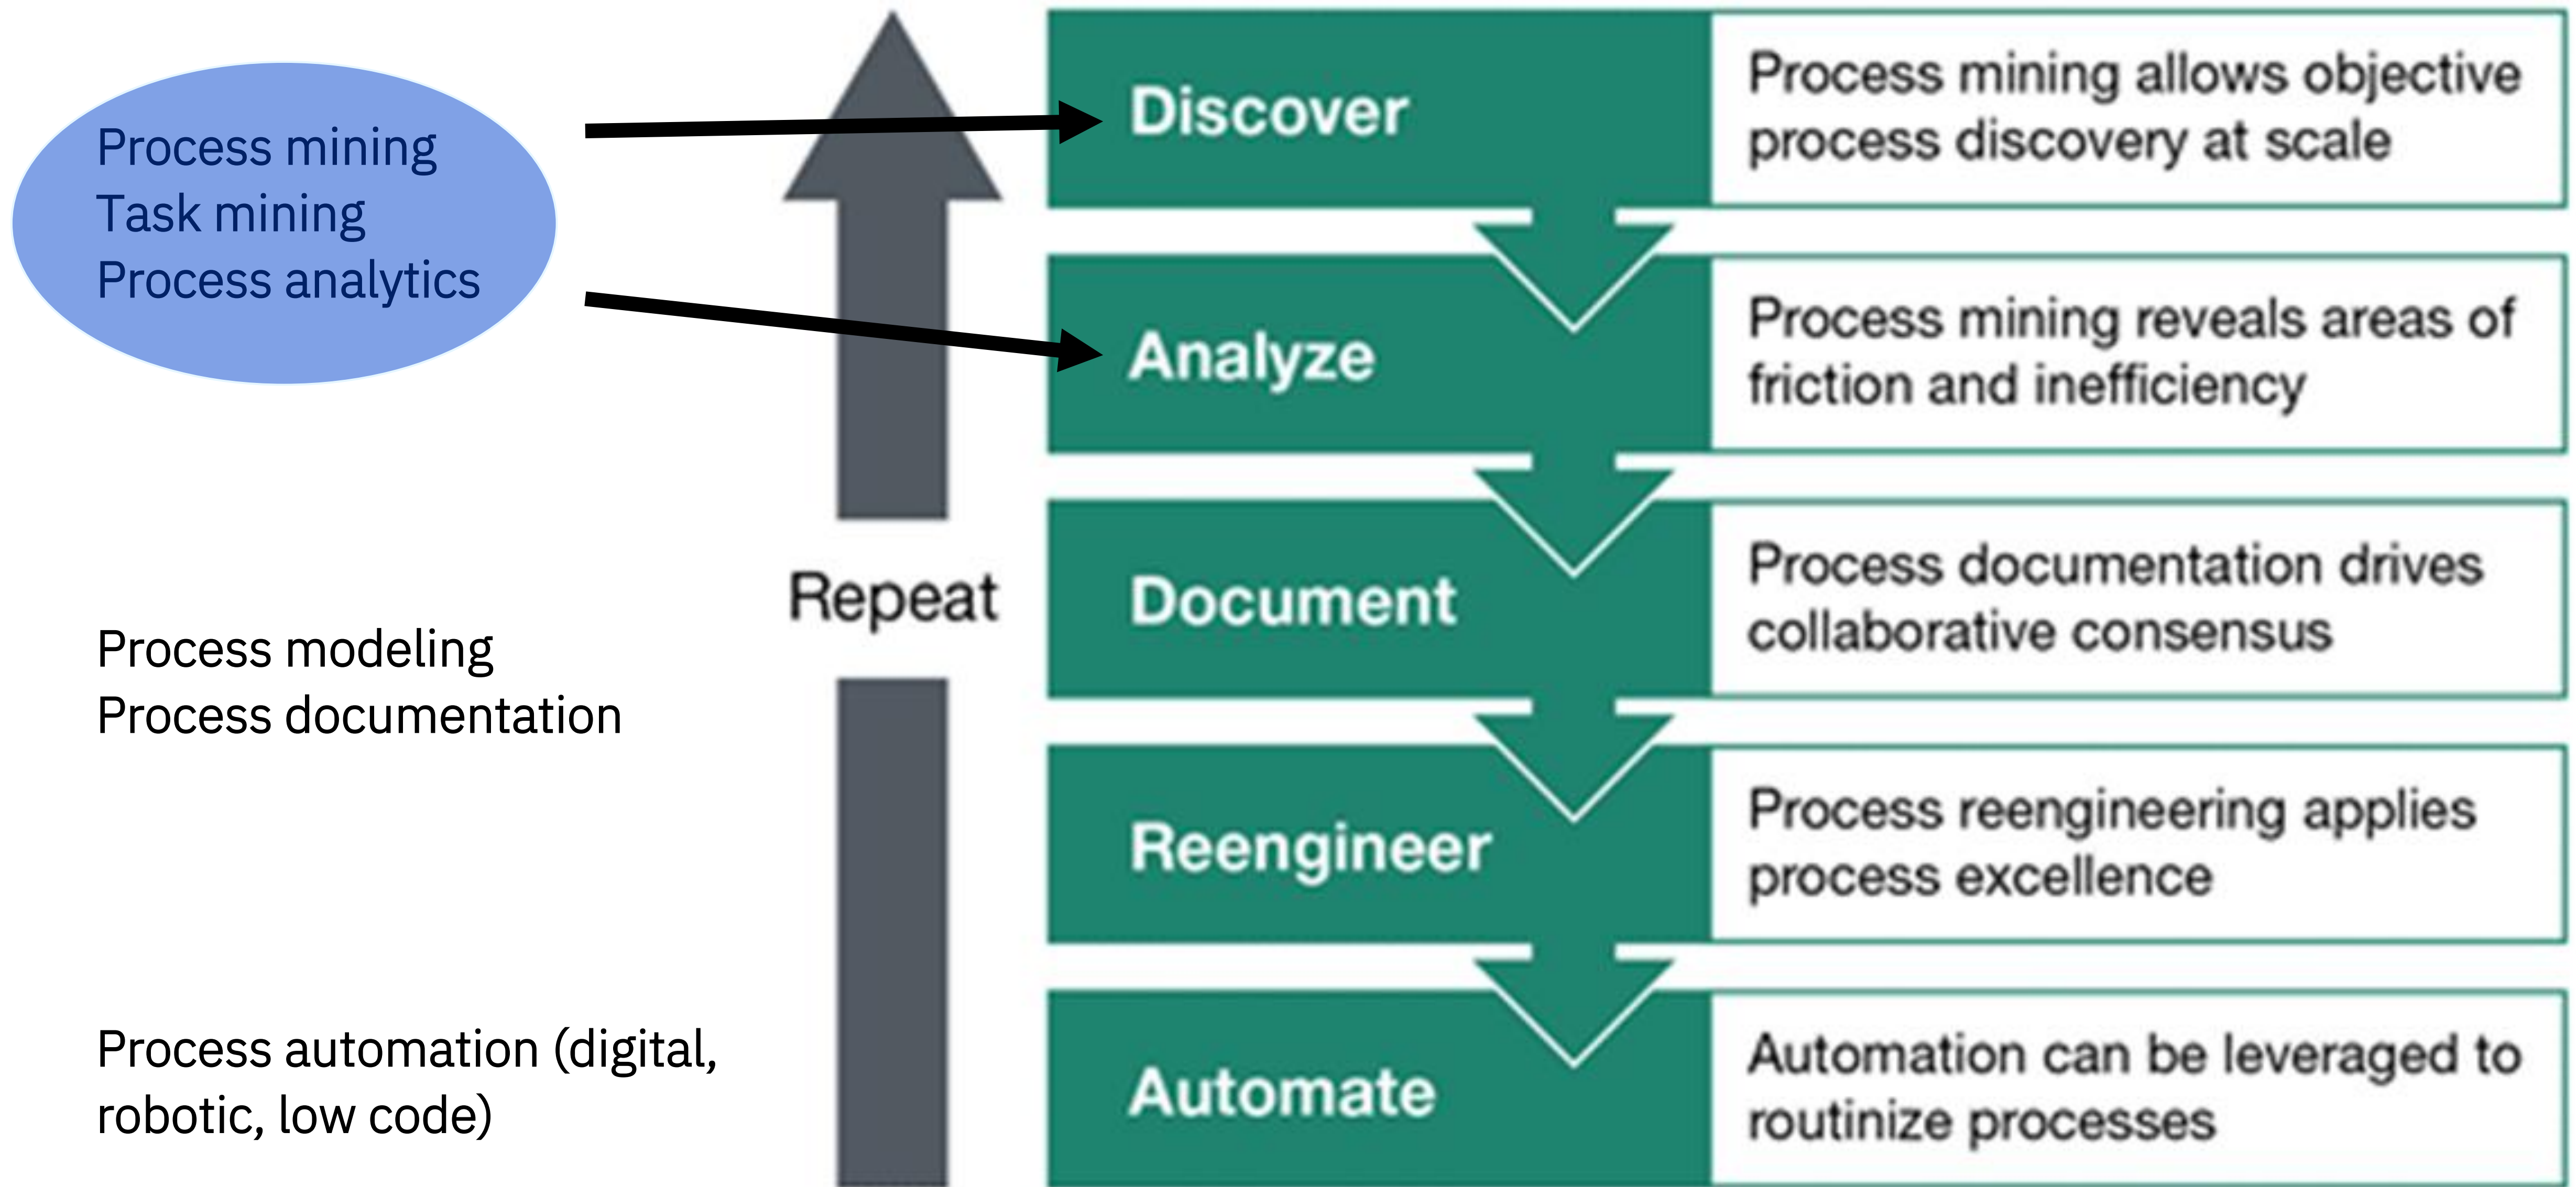 Process mining
Task mining
Process analytics
Process modeling
Process documentation
Process automation (digital,
robotic, low code)
Repeat
Discover
Process mining allows objective
process discovery at scale
Analyze
Process mining reveals areas of
friction and inefficiency
Document
Process documentation drives
collaborative consensus
Reengineer
Process reengineering applies
process excellence
Automate
Automation can be leveraged to
routinize processes